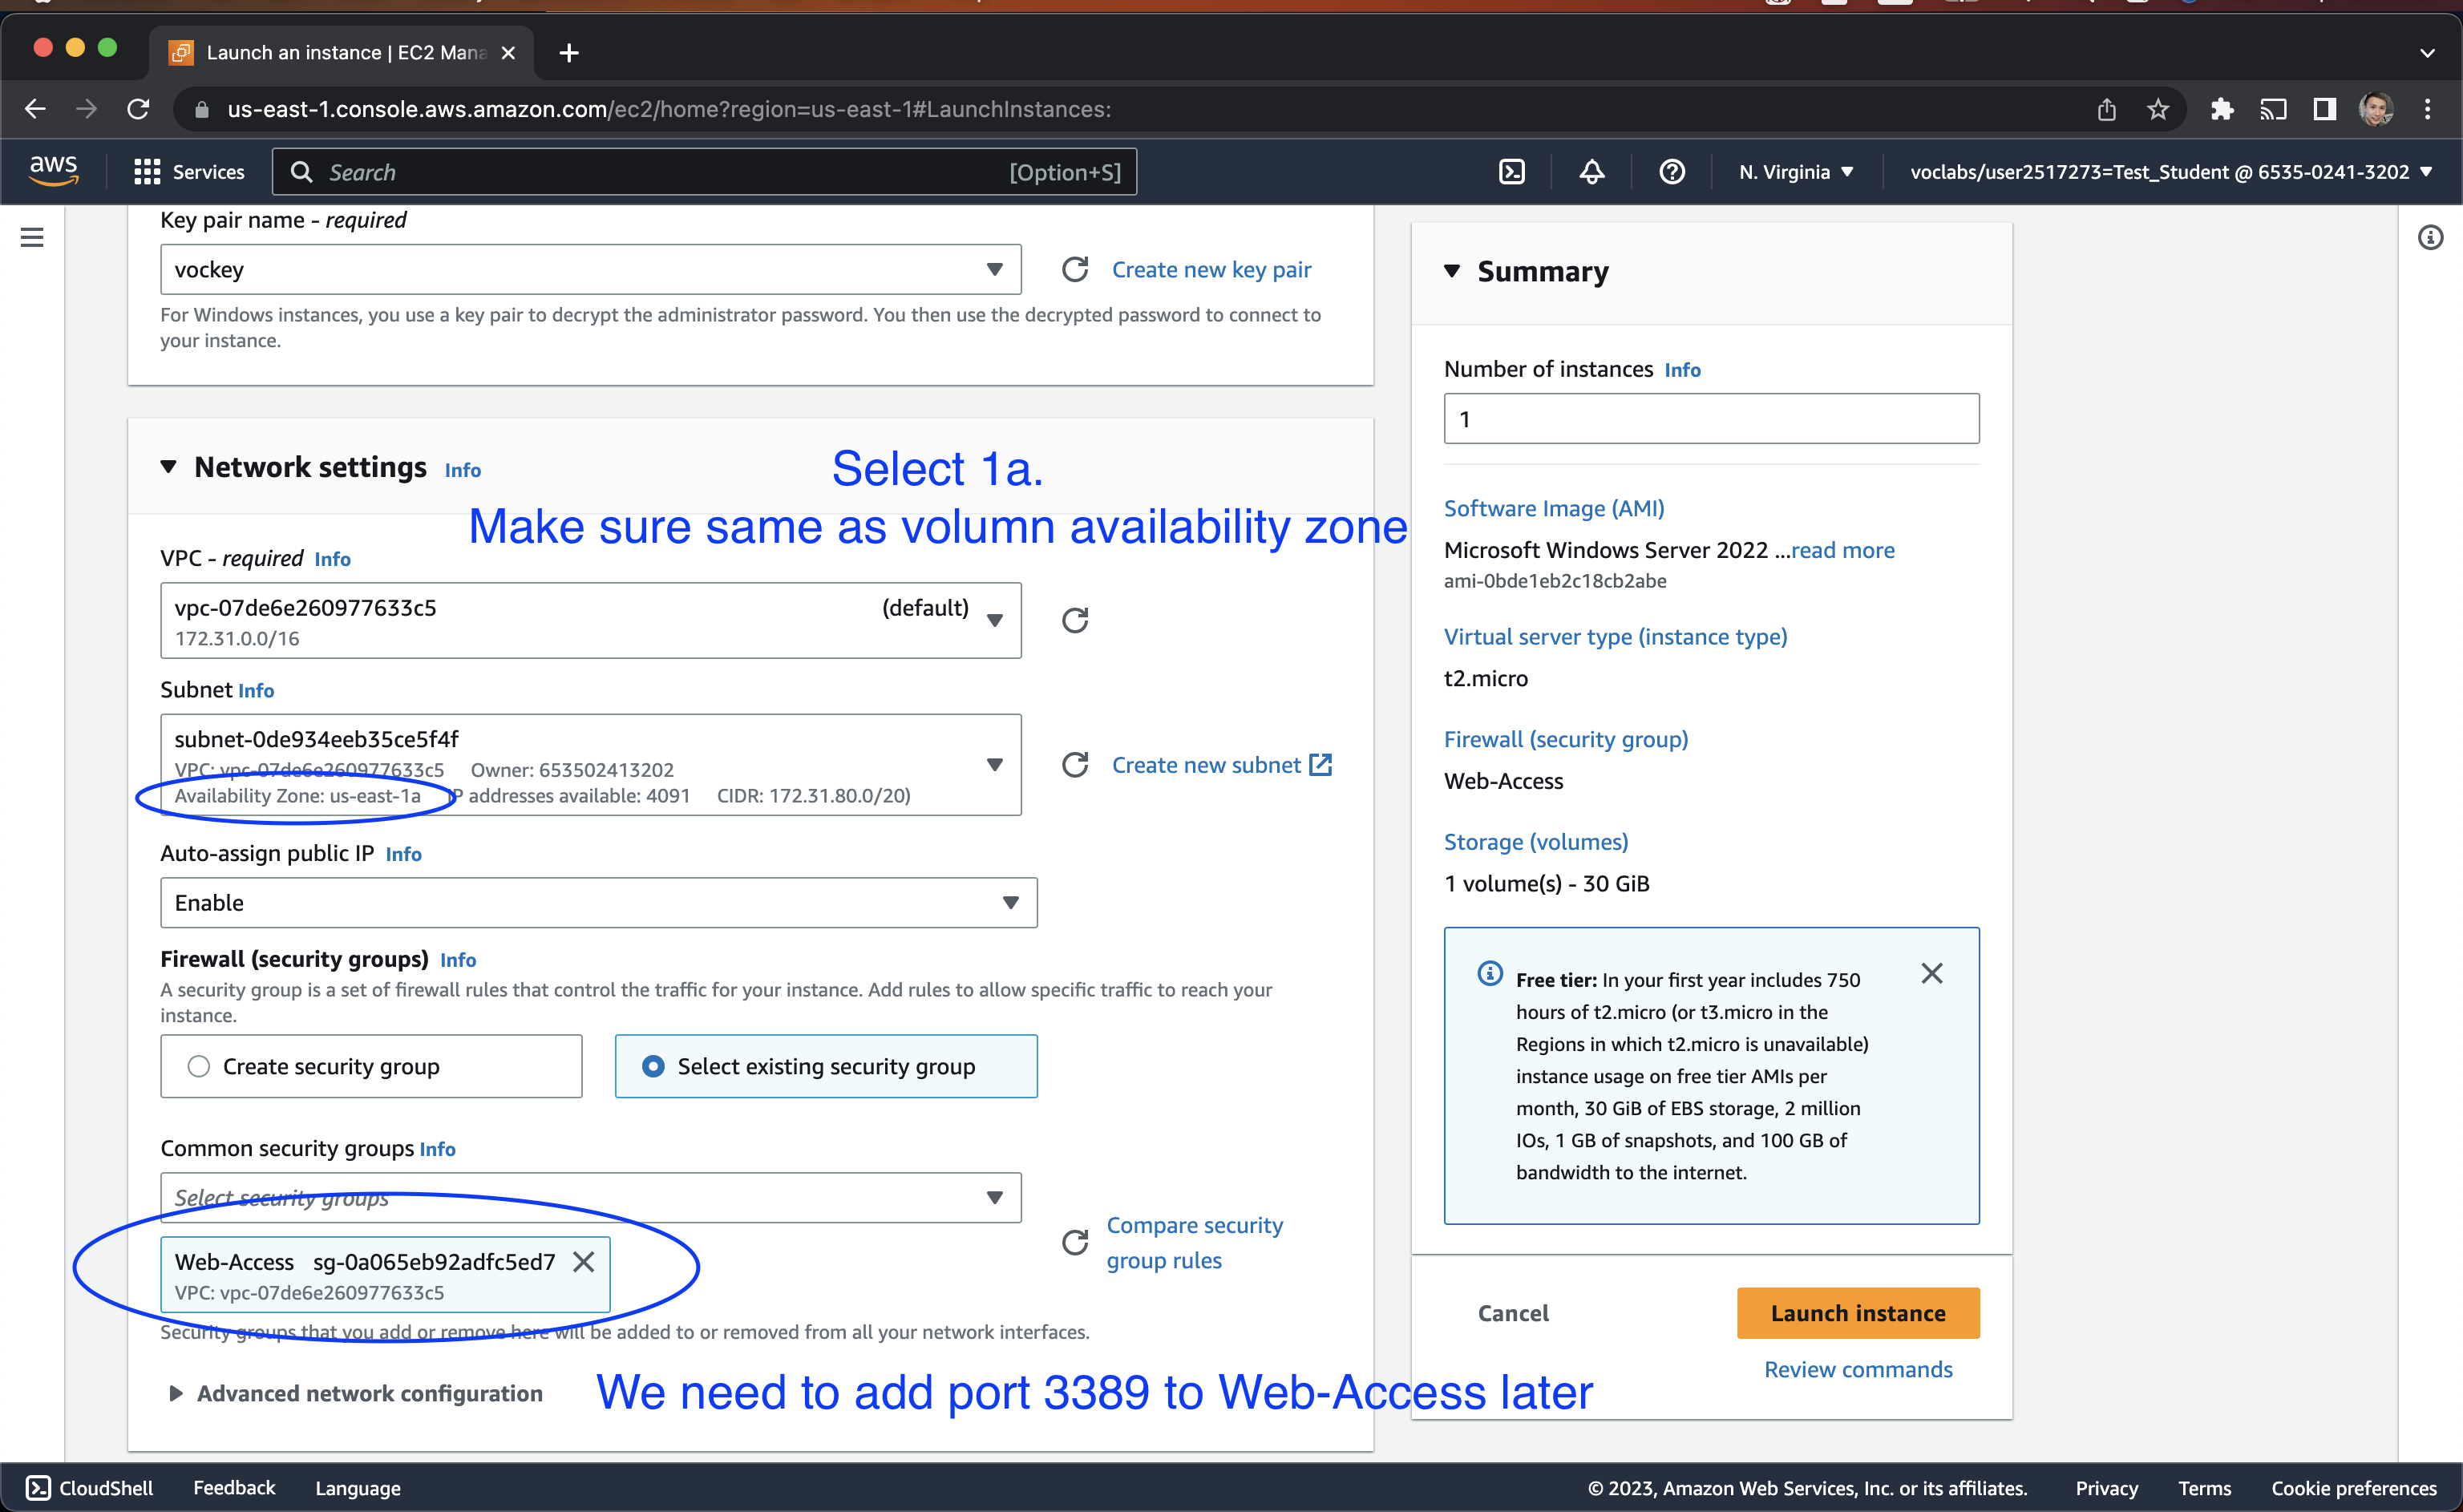 Launch an instance | EC2 Mana
us-east-1.console.aws.amazon.com/ec2/home?region=us-east-1#LaunchInstances:
aws
Services
Search
[Option+S]
N. Virginia
voclabs/user2517273=Test_Student @ 6535-0241-3202
Key pair name - required
vockey
Create new key pair
For Windows instances, you use a key pair to decrypt the administrator password. You then use the decrypted password to connect to
your instance.
Network settings Info
Select 1a.
Make sure same as volumn availability zone
VPC - required Info
vpc-07de6e260977633c5 (default)
172.31.0.0/16
Subnet Info
subnet-0de934eeb35ce5f4f
VPC: vpc-07de6e260977633c5 Owner: 653502413202
Availability Zone: us-east-1a IP addresses available: 4091 CIDR: 172.31.80.0/20)
Create new subnet
Auto-assign public IP Info
Enable
Firewall (security groups) Info
A security group is a set of firewall rules that control the traffic for your instance. Add rules to allow specific traffic to reach your
instance.
Create security group
Select existing security group
Common security groups Info
Select security groups
Web-Access sg-0a065eb92adfc5ed7
VPC: vpc-07de6e260977633c5
Compare security
group rules
Security groups that you add or remove here will be added to or removed from all your network interfaces.
Advanced network configuration
We need to add port 3389 to Web-Access later
Summary
Number of instances Info
1
Software Image (AMI)
Microsoft Windows Server 2022 ...read more
ami-0bde1eb2c18cb2abe
Virtual server type (instance type)
t2.micro
Firewall (security group)
Web-Access
Storage (volumes)
1 volume(s) - 30 GiB
Free tier: In your first year includes 750
hours of t2.micro (or t3.micro in the
Regions in which t2.micro is unavailable)
instance usage on free tier AMIs per
month, 30 GiB of EBS storage, 2 million
IOs, 1 GB of snapshots, and 100 GB of
bandwidth to the internet.
Cancel
Launch instance
Review commands
CloudShell
Feedback
Language
© 2023, Amazon Web Services, Inc. or its affiliates.
Privacy
Terms
Cookie preferences